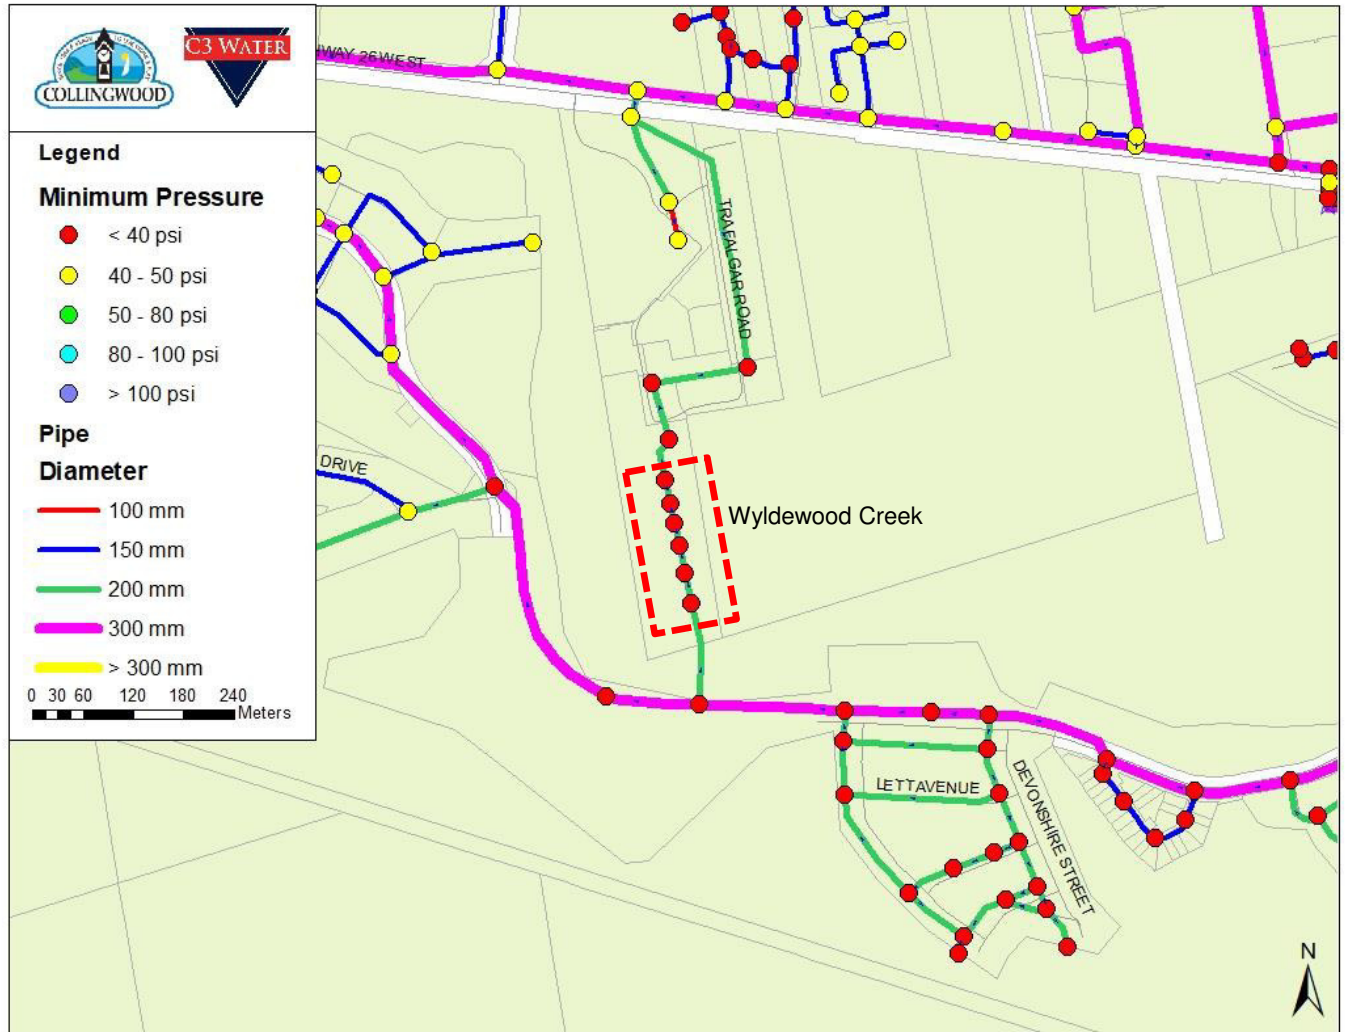 COLLINGWOOD
C3 WATER
Legend
Minimum Pressure
< 40 psi
40 - 50 psi
50 - 80 psi
80 - 100 psi
> 100 psi
Pipe
Diameter
100 mm
150 mm
200 mm
300 mm
> 300 mm
0 30 60 120 180 240
Meters
WAY 26 WEST
TRAFALGAR ROAD
DRIVE
Wyldewood Creek
LETT AVENUE
DEVONSHIRE STREET
N